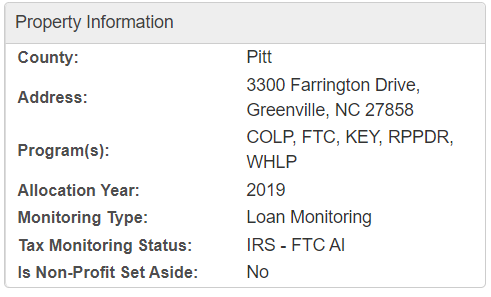 Property Information
County: Pitt
Address: 3300 Farrington Drive,
Greenville, NC 27858
Program(s): COLP, FTC, KEY, RPPDR,
WHLP
Allocation Year: 2019
Monitoring Type: Loan Monitoring
Tax Monitoring Status: IRS - FTC AI
Is Non-Profit Set Aside: No